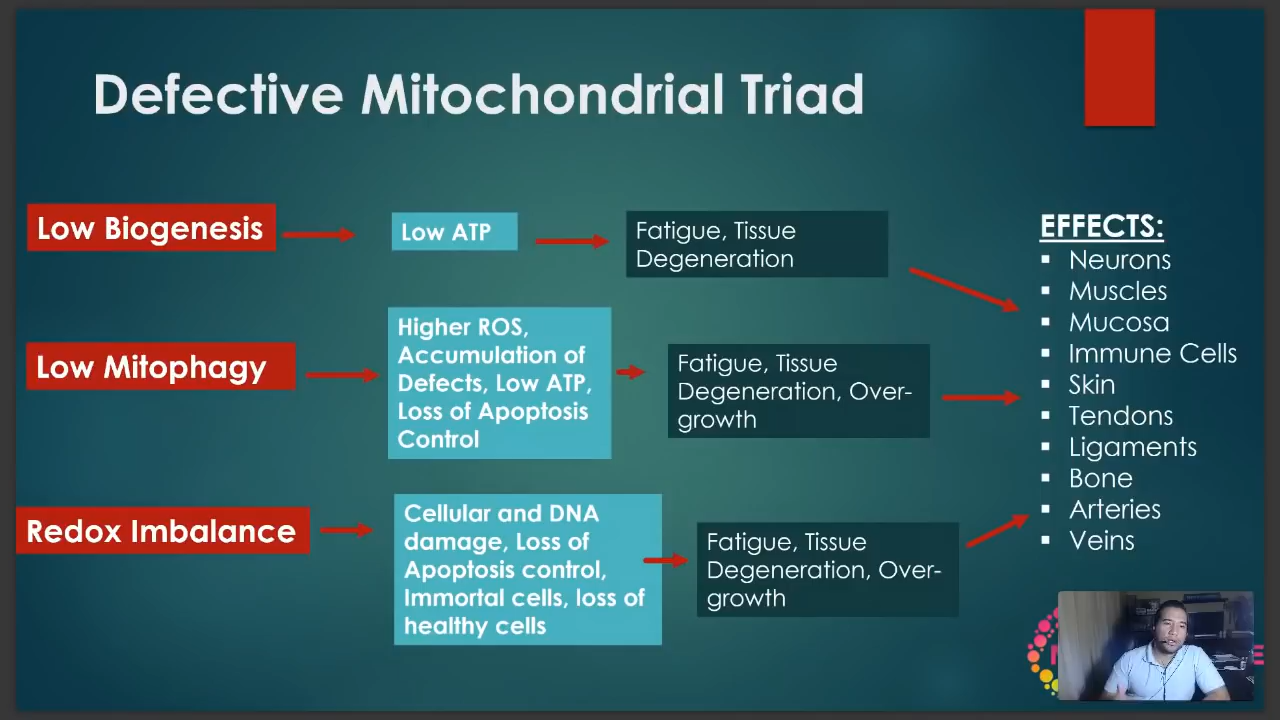 Defective Mitochondrial Triad
Low Biogenesis
Low ATP
Fatigue, Tissue
Degeneration
Low Mitophagy
Higher ROS,
Accumulation of
Defects, Low ATP,
Loss of Apoptosis
Control
Fatigue, Tissue
Degeneration, Over-
growth
Redox Imbalance
Cellular and DNA
damage, Loss of
Apoptosis control,
Immortal cells, loss of
healthy cells
Fatigue, Tissue
Degeneration, Over-
growth
EFFECTS:
Neurons
Muscles
Mucosa
Immune Cells
Skin
Tendons
Ligaments
Bone
Arteries
Veins